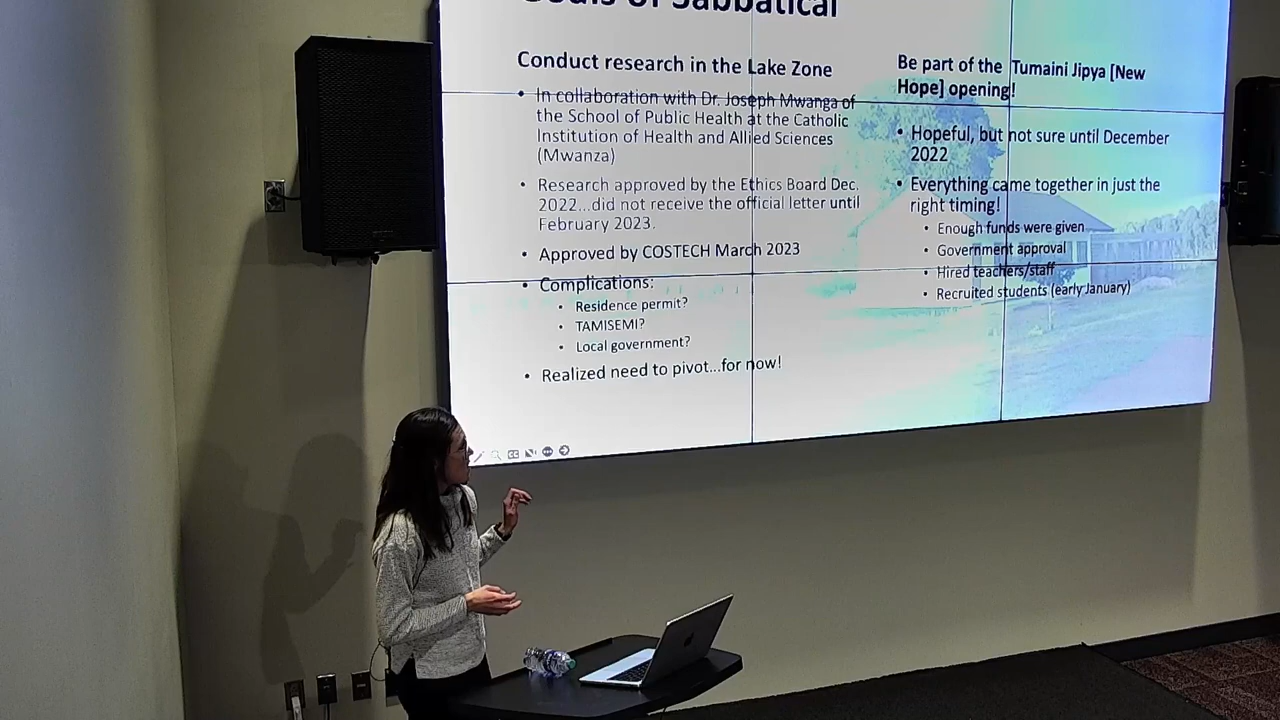 Goals of Sabbatical
Conduct research in the Lake Zone
• In collaboration with Dr. Joseph Mwanga of
the School of Public Health at the Catholic
Institution of Health and Allied Sciences
(Mwanza)
• Research approved by the Ethics Board Dec.
2022...did not receive the official letter until
February 2023.
• Approved by COSTECH March 2023
• Complications:
• Residence permit?
• TAMISEMI?
• Local government?
• Realized need to pivot...for now!
Be part of the Tumaini Jipya [New
Hope] opening!
• Hopeful, but not sure until December
2022
• Everything came together in just the
right timing!
• Enough funds were given
• Government approval
• Hired teachers/staff
• Recruited students (early January)
CC